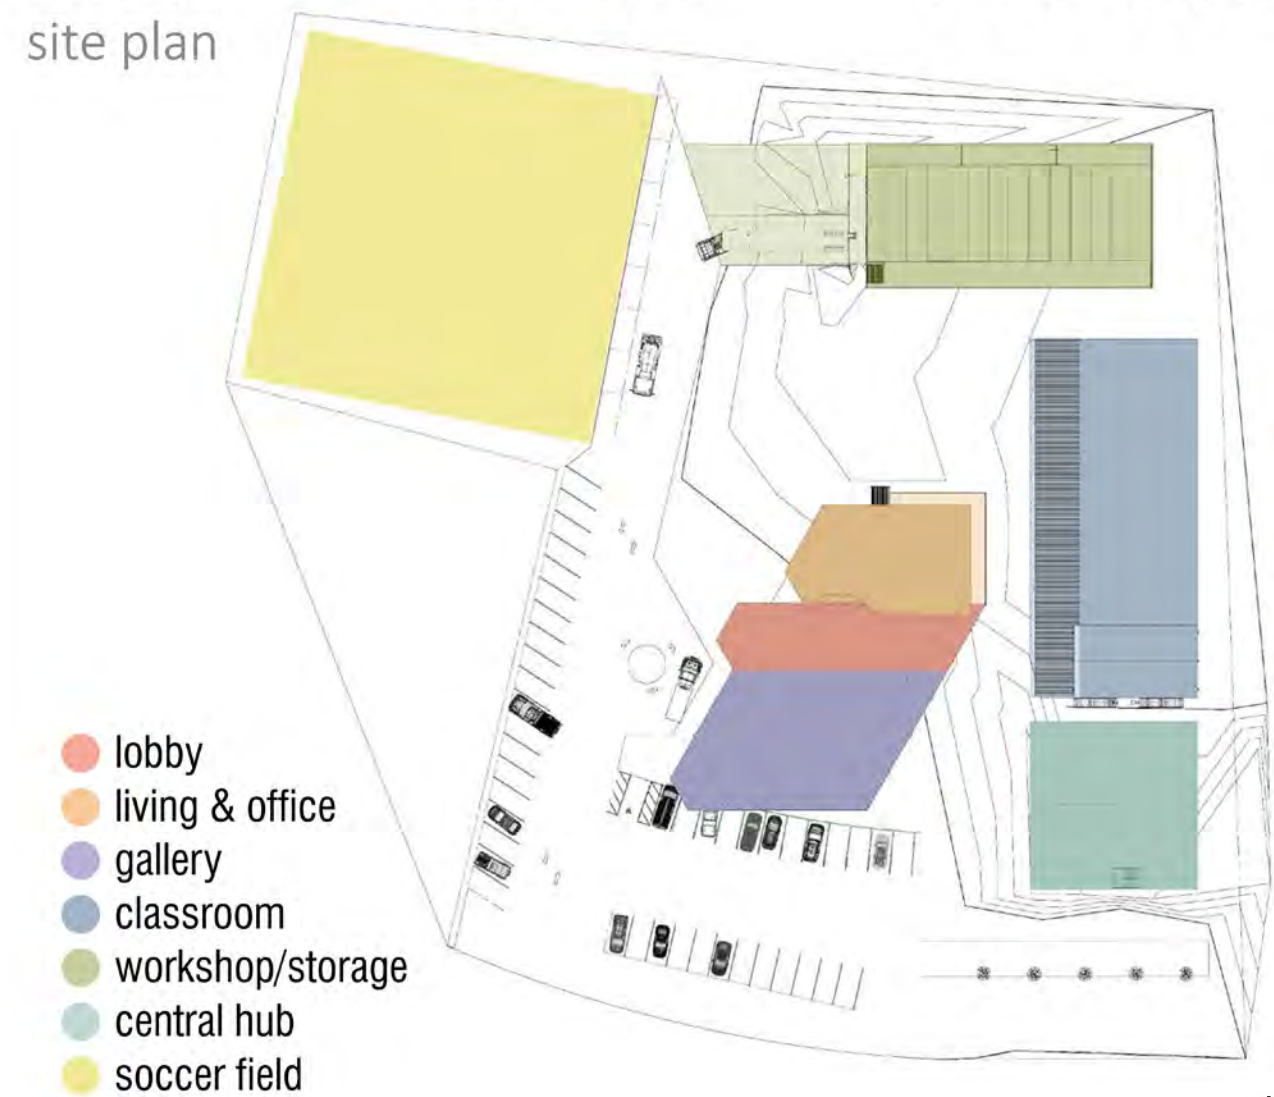 site plan
lobby
living & office
gallery
classroom
workshop/storage
central hub
soccer field